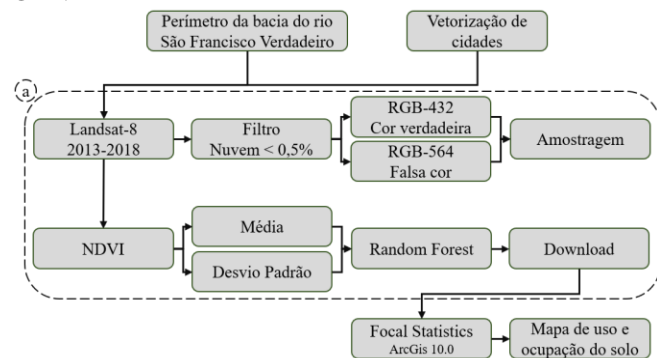 Perímetro da bacia do rio
São Francisco Verdadeiro
Vetorização de
cidades
a
Landsat-8
2013-2018
Filtro
Nuvem < 0,5%
RGB-432
Cor verdadeira
RGB-564
Falsa cor
Amostragem
NDVI
Média
Desvio Padrão
Random Forest
Download
Focal Statistics
ArcGis 10.0
Mapa de uso e
ocupação do solo